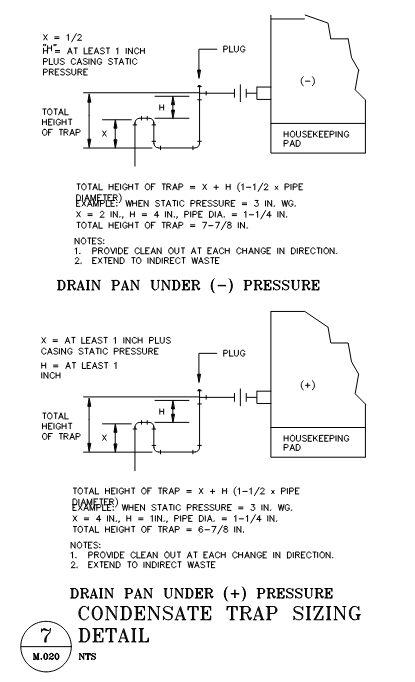 X = 1/2
"H"
H = AT LEAST 1 INCH
PLUS CASING STATIC
PRESSURE
PLUG
(-)
H
TOTAL
HEIGHT
OF TRAP
X
HOUSEKEEPING
PAD
TOTAL HEIGHT OF TRAP = X + H (1-1/2 x PIPE
DIAMETER)
EXAMPLE: WHEN STATIC PRESSURE = 3 IN. WG.
X = 2 IN., H = 4 IN., PIPE DIA. = 1-1/4 IN.
TOTAL HEIGHT OF TRAP = 7-7/8 IN.
NOTES:
1. PROVIDE CLEAN OUT AT EACH CHANGE IN DIRECTION.
2. EXTEND TO INDIRECT WASTE
DRAIN PAN UNDER (-) PRESSURE
X = AT LEAST 1 INCH PLUS
CASING STATIC PRESSURE
H = AT LEAST 1
INCH
PLUG
(+)
H
TOTAL
HEIGHT
OF TRAP
X
HOUSEKEEPING
PAD
TOTAL HEIGHT OF TRAP = X + H (1-1/2 x PIPE
DIAMETER)
EXAMPLE: WHEN STATIC PRESSURE = 3 IN. WG.
X = 4 IN., H = 1IN., PIPE DIA. = 1-1/4 IN.
TOTAL HEIGHT OF TRAP = 6-7/8 IN.
NOTES:
1. PROVIDE CLEAN OUT AT EACH CHANGE IN DIRECTION.
2. EXTEND TO INDIRECT WASTE
DRAIN PAN UNDER (+) PRESSURE
CONDENSATE TRAP SIZING
DETAIL
7
M.020
NTS